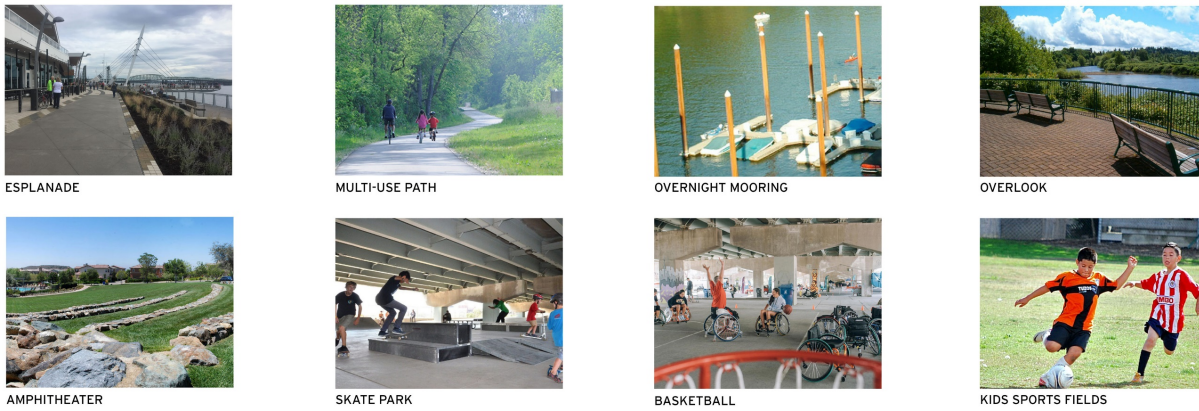 ESPLANADE
MULTI-USE PATH
OVERNIGHT MOORING
OVERLOOK
AMPHITHEATER
SKATE PARK
BASKETBALL
KIDS SPORTS FIELDS